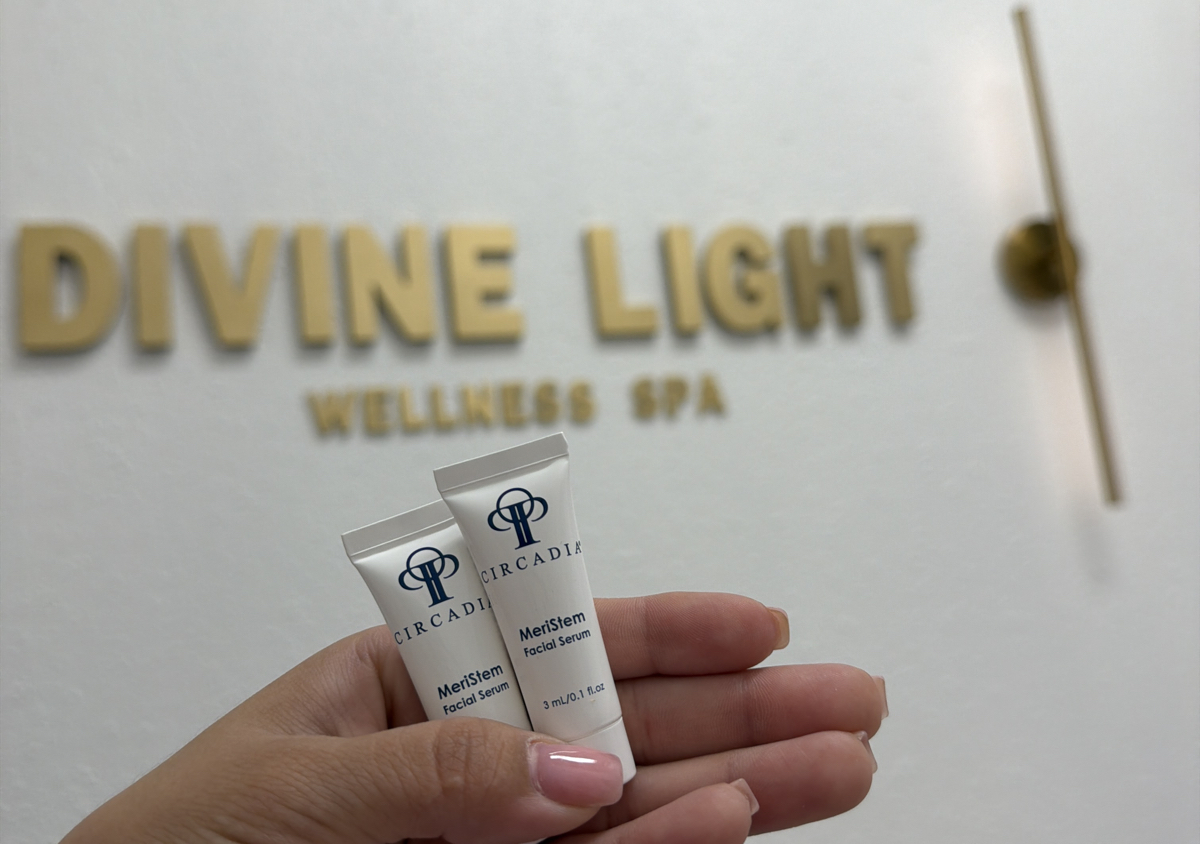 DIVINE LIGHT
WELLNESS SPA
CIRCADIA
MeriStem
Facial Serum
3 mL/0.1 fl.oz
CIRCADIA
MeriStem
Facial Serum